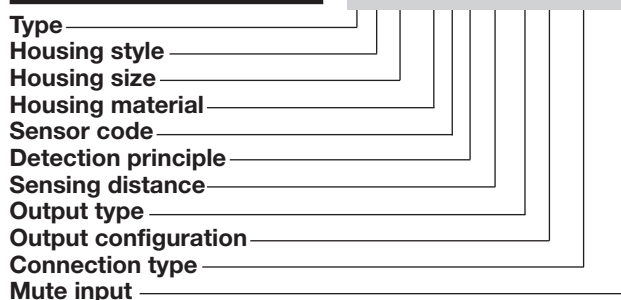 Type
Housing style
Housing size
Housing material
Sensor code
Detection principle
Sensing distance
Output type
Output configuration
Connection type
Mute input